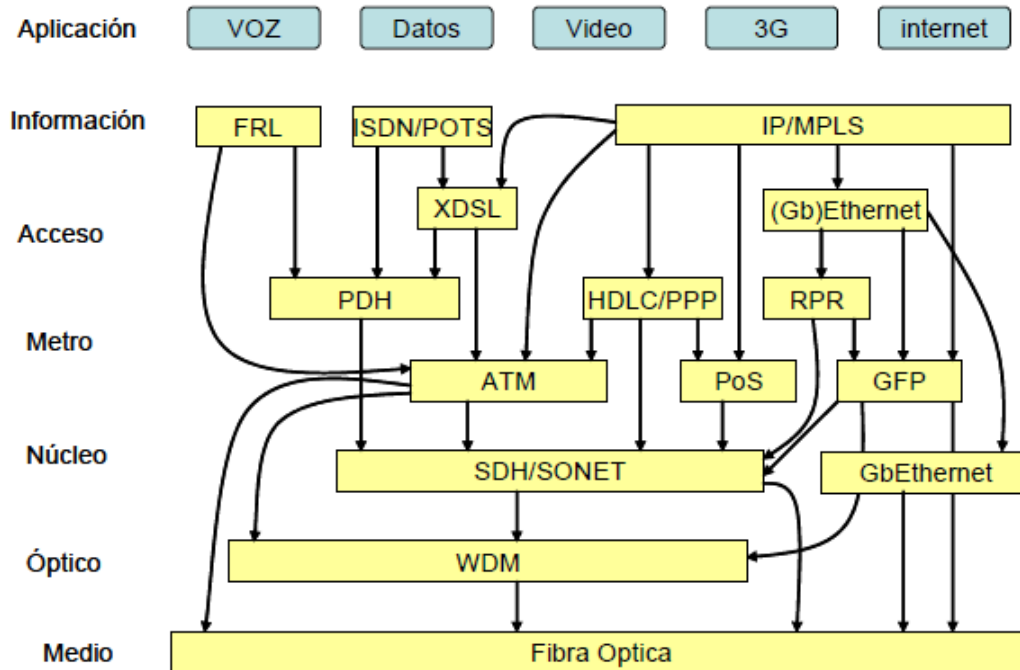 Aplicación VOZ Datos Video 3G internet
Información FRL ISDN/POTS IP/MPLS
XDSL (Gb)Ethernet
Acceso
PDH HDLC/PPP RPR
Metro
ATM PoS GFP
Núcleo SDH/SONET GbEthernet
Óptico WDM
Medio Fibra Optica